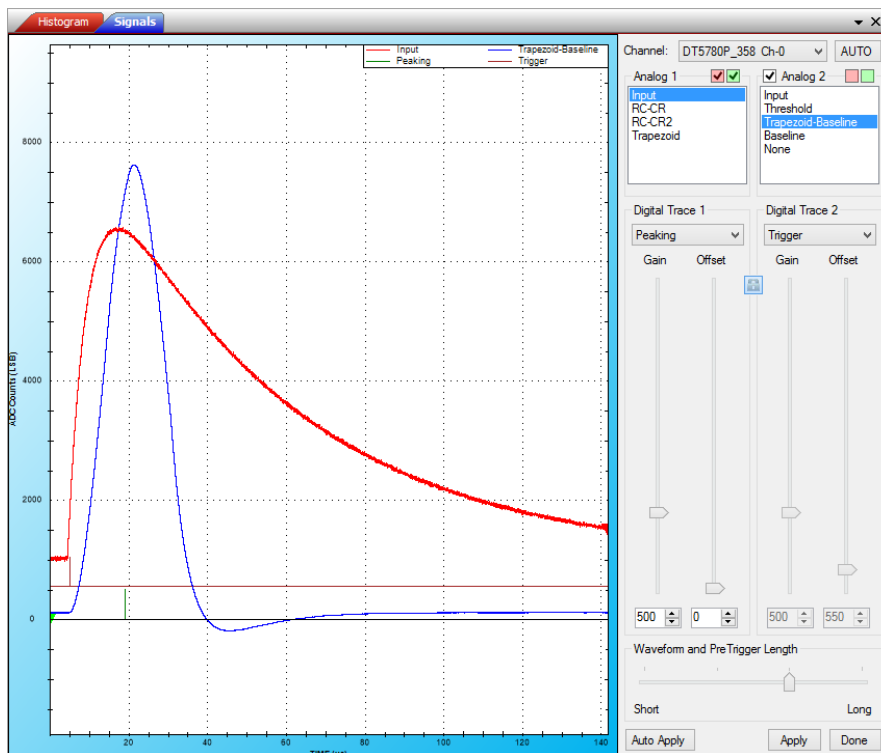 Histogram Signals
Input Trapezoid-Baseline
Peaking Trigger
8000
6000
4000
2000
0
ADC Counts (LSB)
20 40 60 80 100 120 140
Channel: DT5780P_358 Ch-0 AUTO
Analog 1
Input
RC-CR
RC-CR2
Trapezoid
Analog 2
Input
Threshold
Trapezoid-Baseline
Baseline
None
Digital Trace 1
Peaking
Gain Offset
500 0
Digital Trace 2
Trigger
Gain Offset
500 550
Waveform and PreTrigger Length
Short Long
Auto Apply Apply Done